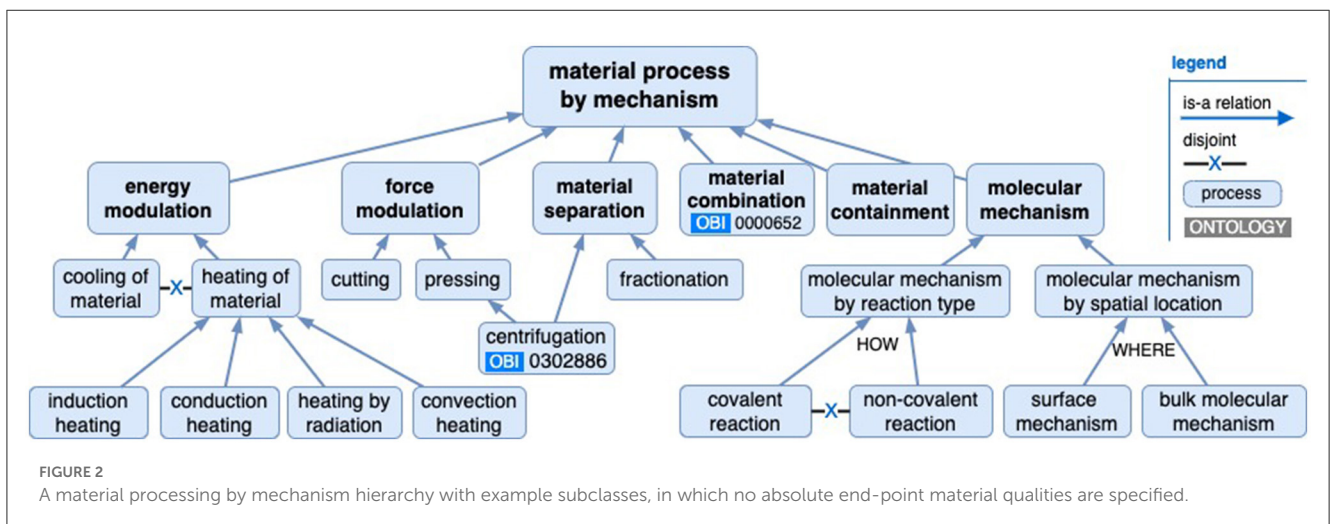 material process
by mechanism
legend
is-a relation
disjoint
X
process
ONTOLOGY
energy
modulation
force
modulation
material
separation
material
combination
OBI 0000652
material
containment
molecular
mechanism
cooling of
material
X
heating of
material
cutting
pressing
fractionation
molecular mechanism
by reaction type
molecular mechanism
by spatial location
centrifugation
OBI 0302886
HOW
WHERE
induction
heating
conduction
heating
heating by
radiation
convection
heating
covalent
reaction
X
non-covalent
reaction
surface
mechanism
bulk molecular
mechanism
FIGURE 2
A material processing by mechanism hierarchy with example subclasses, in which no absolute end-point material qualities are specified.